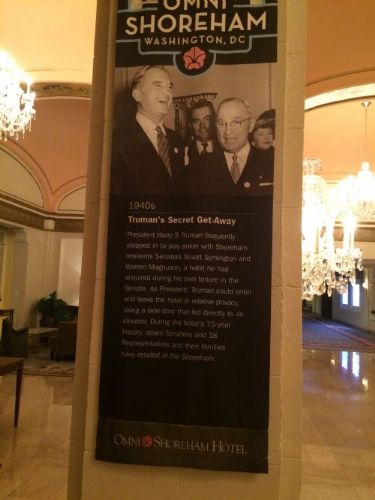 OMNI
SHOREHAM
WASHINGTON, DC
1940s
Truman's Secret Get-Away
President Harry S Truman frequently
stopped in to play poker with Shoreham
residents Senators Stuart Symington and
Warren Magnuson, a habit he had
acquired during his own tenure in the
Senate. As President, Truman could enter
and leave the hotel in relative privacy,
using a side door that led directly to an
elevator. During the hotel's 75-year
history, seven Senators and 18
Representatives and their families
have resided at the Shoreham.
OMNI SHOREHAM HOTEL